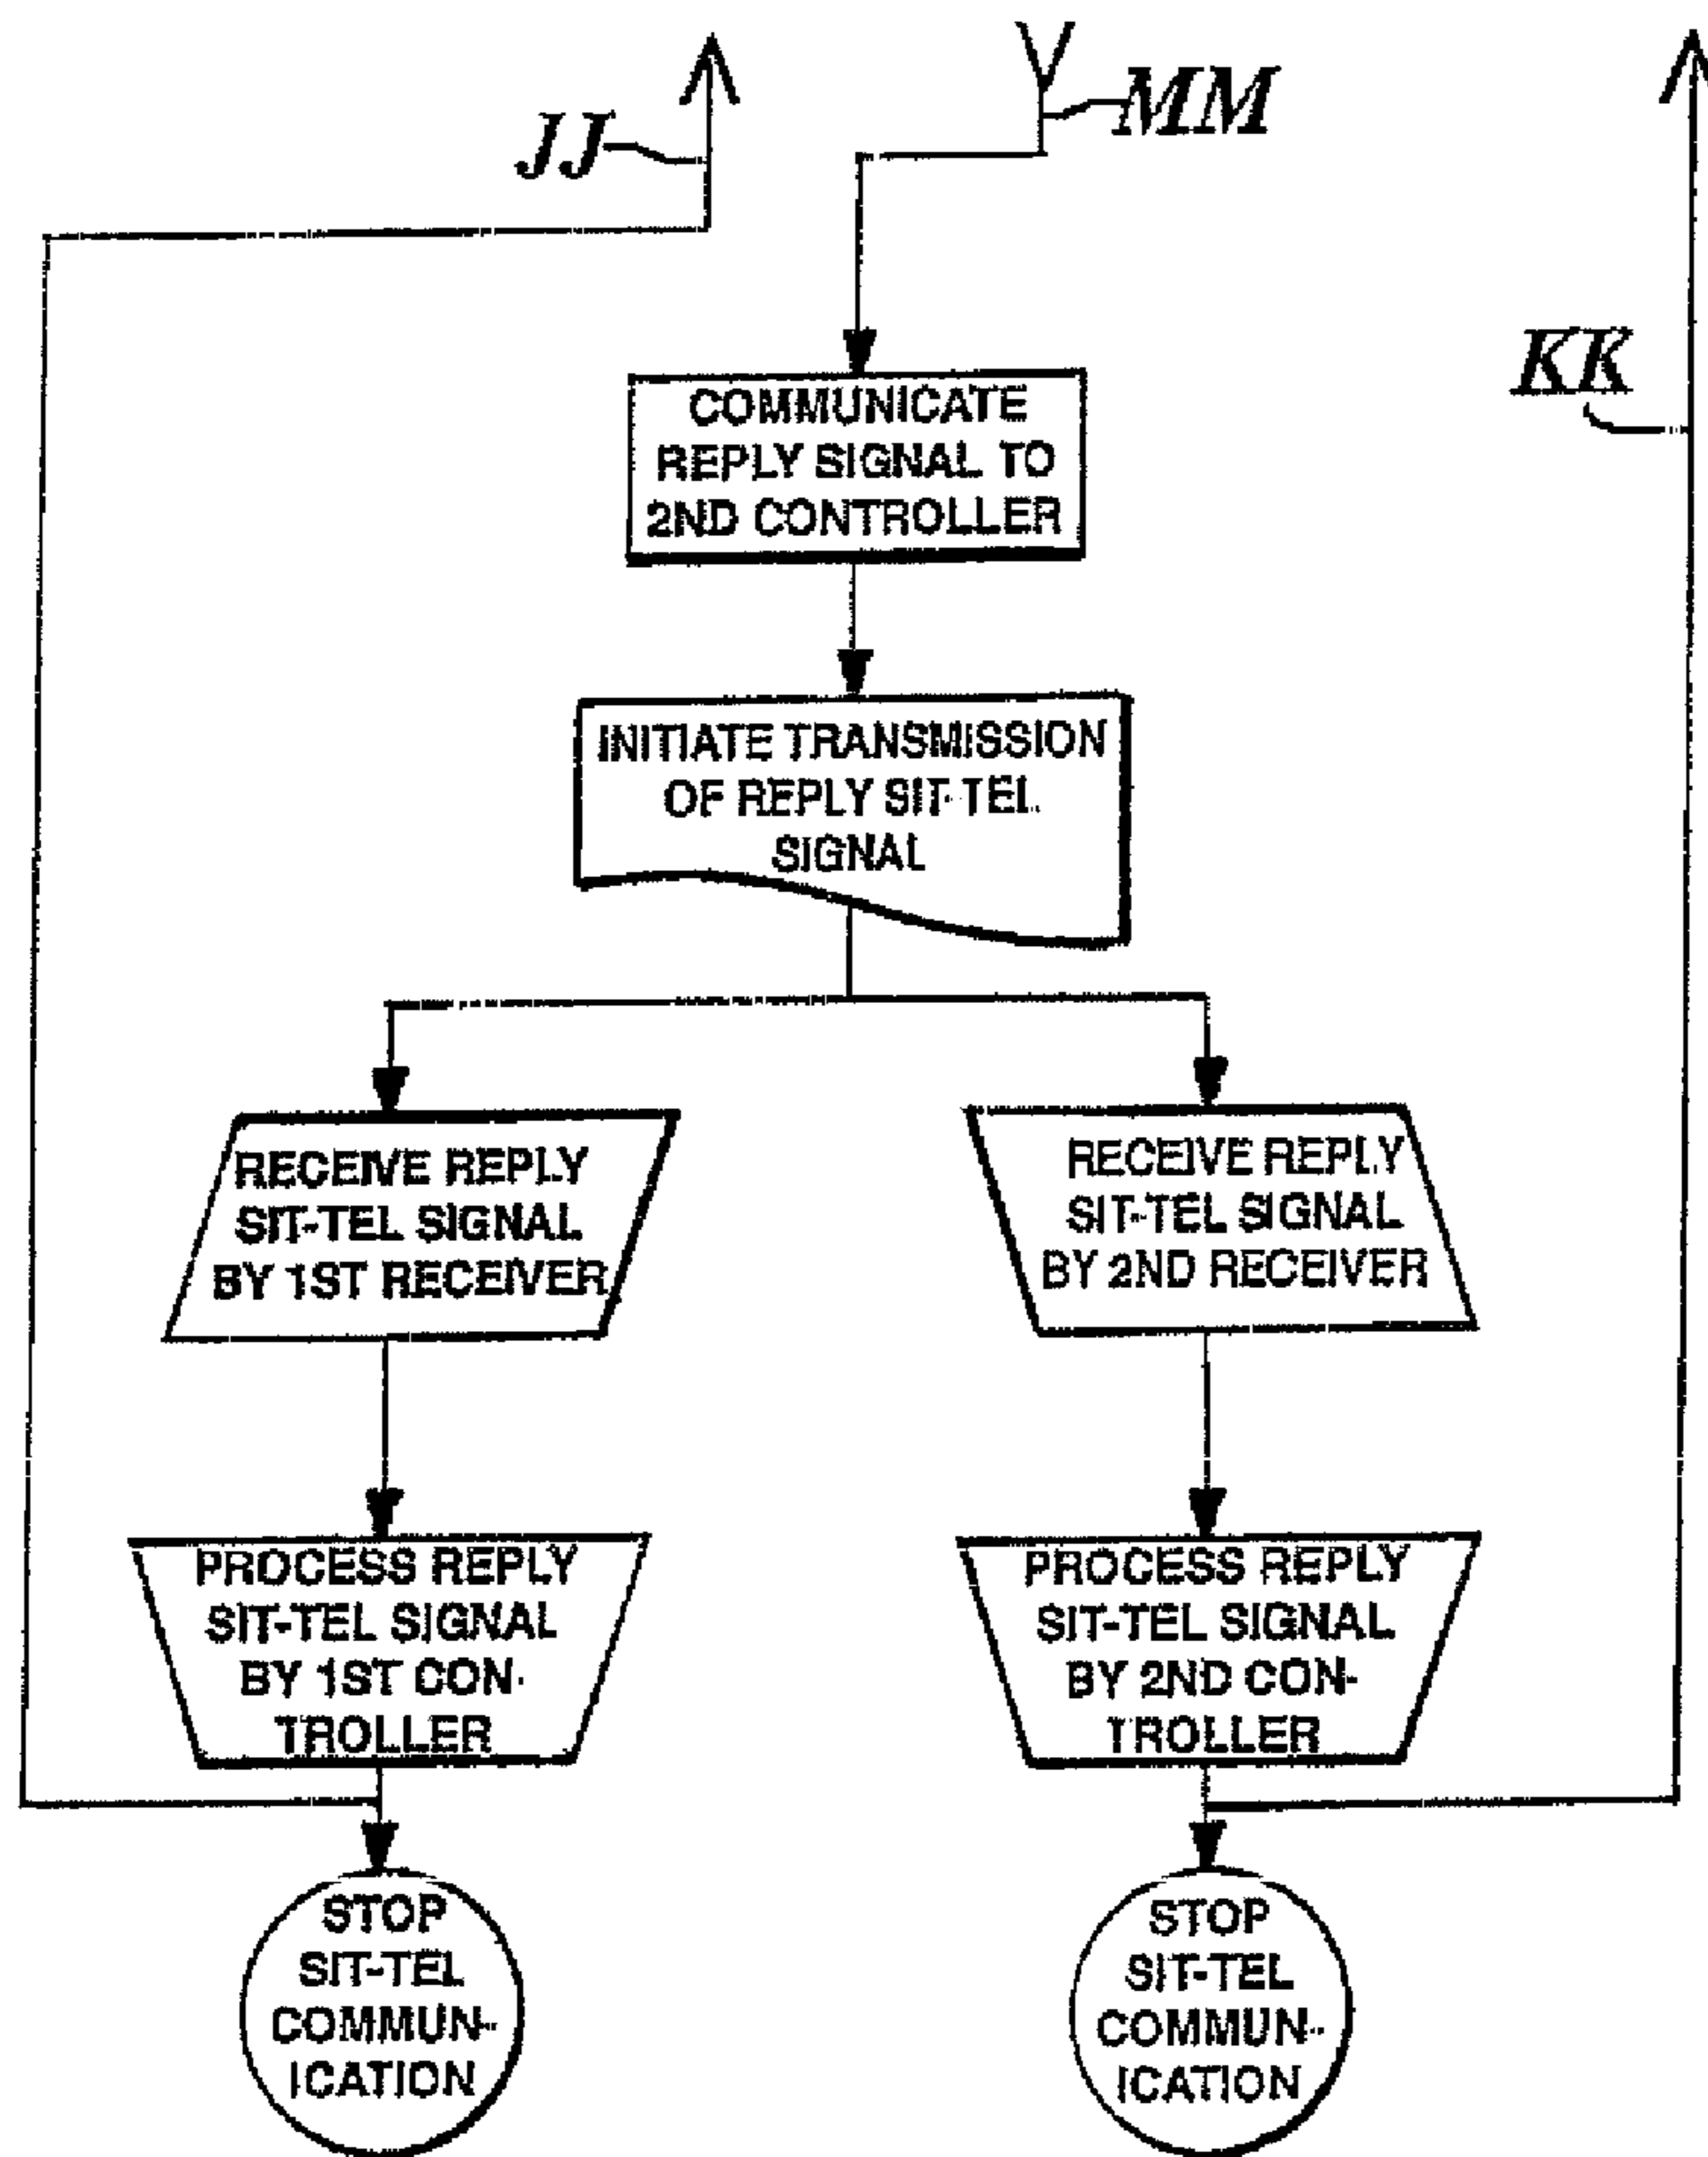 JJ
MM
KK
COMMUNICATE
REPLY SIGNAL TO
2ND CONTROLLER
INITIATE TRANSMISSION
OF REPLY SIT-TEL
SIGNAL
RECEIVE REPLY
SIT-TEL SIGNAL
BY 1ST RECEIVER
RECEIVE REPLY
SIT-TEL SIGNAL
BY 2ND RECEIVER
PROCESS REPLY
SIT-TEL SIGNAL
BY 1ST CON-
TROLLER
PROCESS REPLY
SIT-TEL SIGNAL
BY 2ND CON-
TROLLER
STOP
SIT-TEL
COMMUN-
ICATION
STOP
SIT-TEL
COMMUN-
ICATION